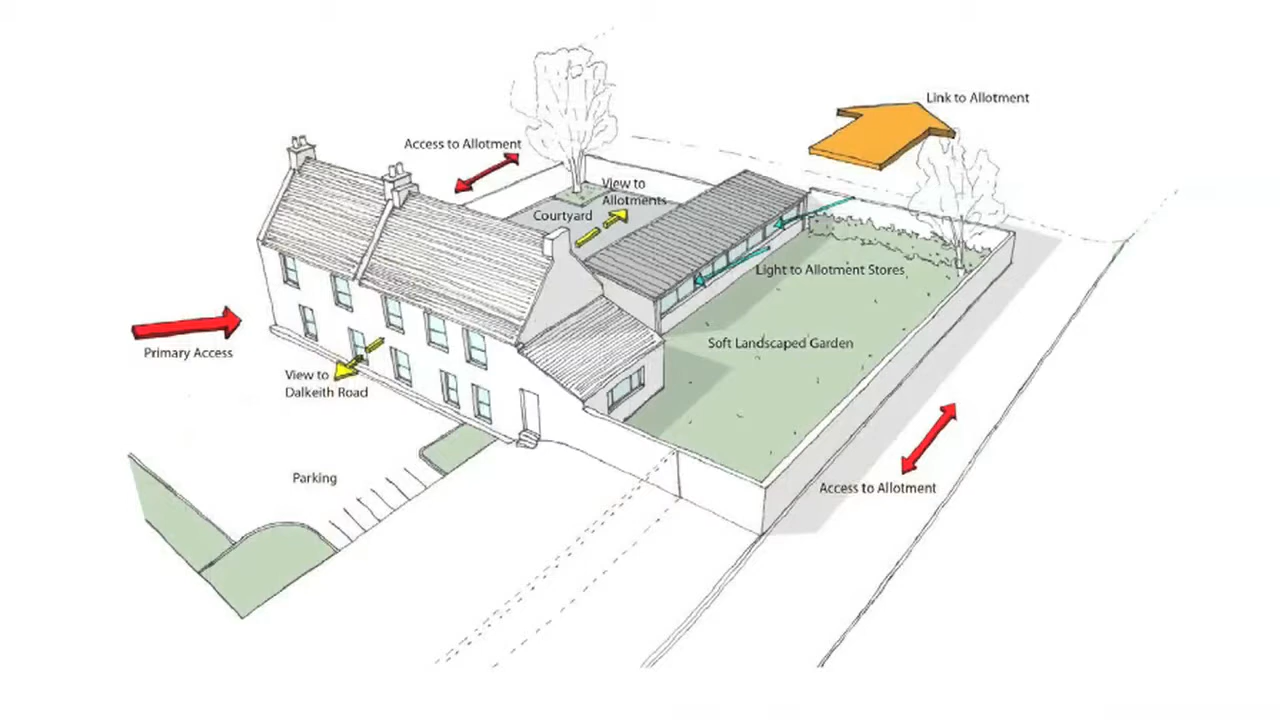 Link to Allotment
Access to Allotment
View to
Allotments
Courtyard
Light to Allotment Stores
Soft Landscaped Garden
Primary Access
View to
Dalkeith Road
Parking
Access to Allotment